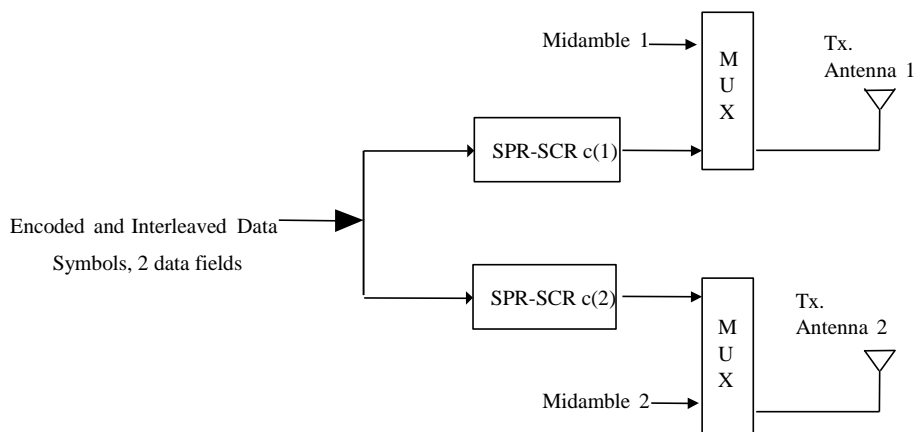 Midamble 1
M
U
X
Tx.
Antenna 1
SPR-SCR c(1)
Encoded and Interleaved Data
Symbols, 2 data fields
SPR-SCR c(2)
Tx.
Antenna 2
M
U
X
Midamble 2